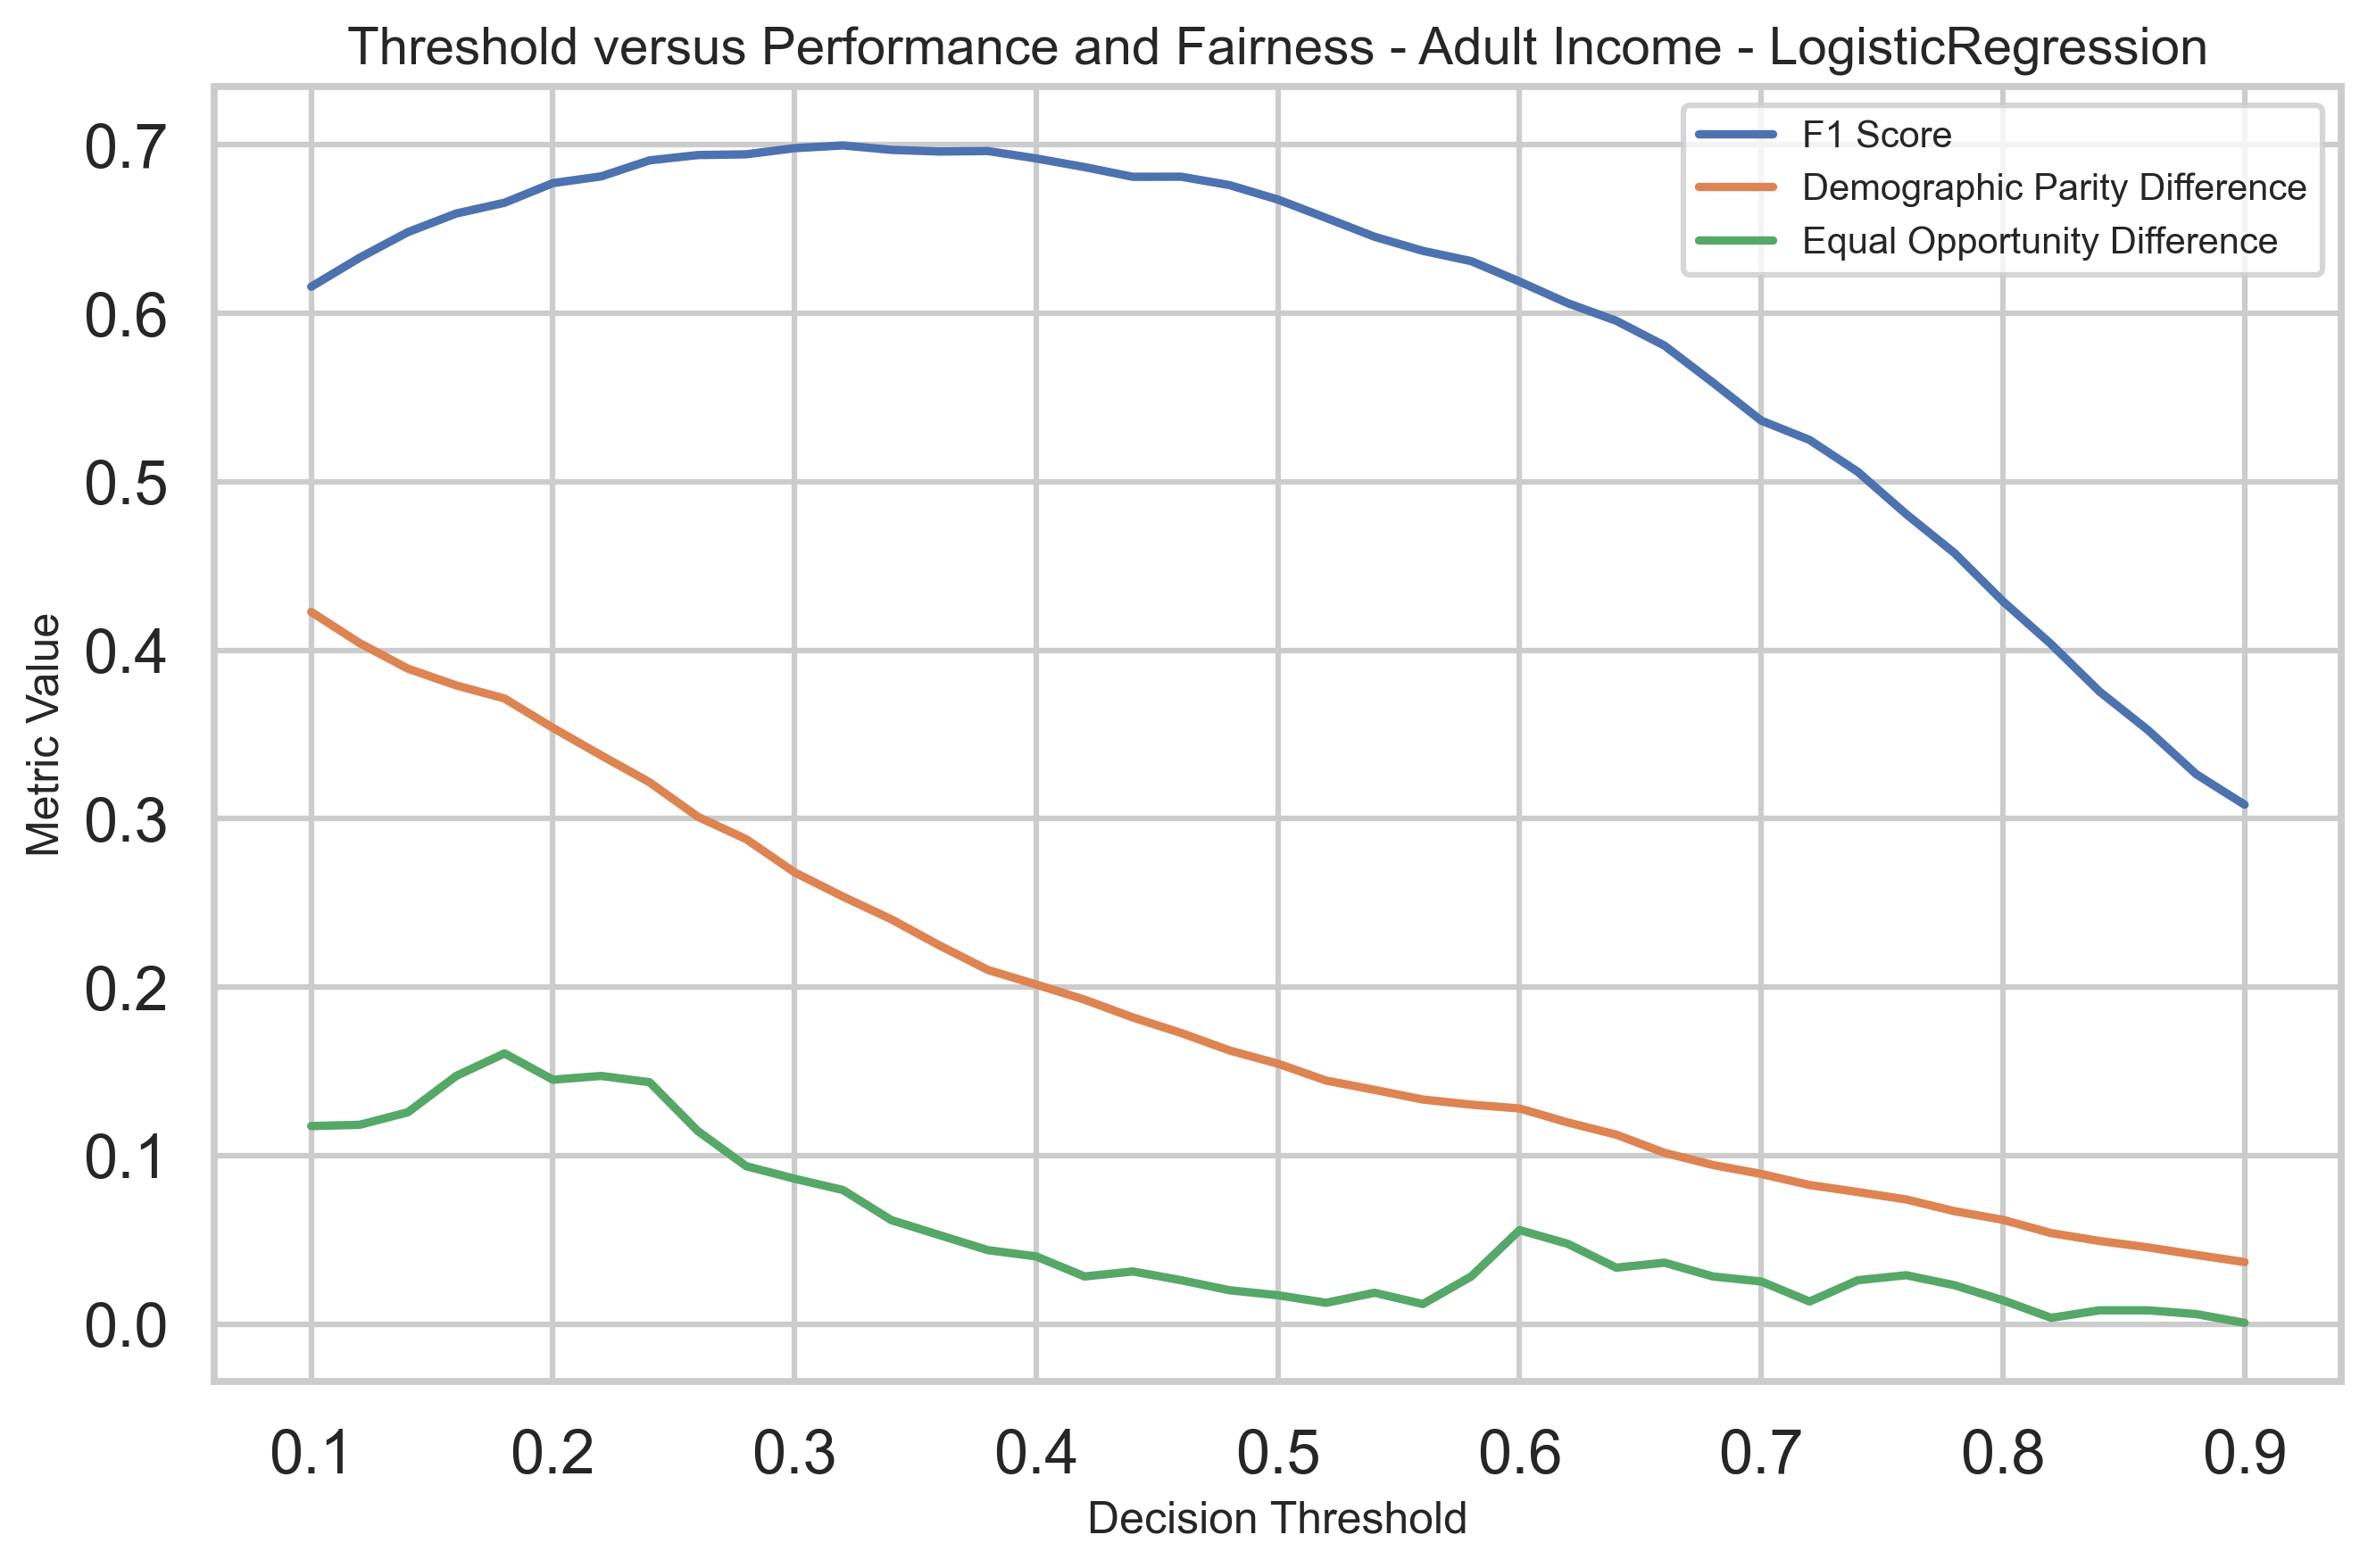 Threshold versus Performance and Fairness - Adult Income - LogisticRegression
F1 Score
Demographic Parity Difference
Equal Opportunity Difference
Metric Value
0.7
0.6
0.5
0.4
0.3
0.2
0.1
0.0
0.1 0.2 0.3 0.4 0.5 0.6 0.7 0.8 0.9
Decision Threshold